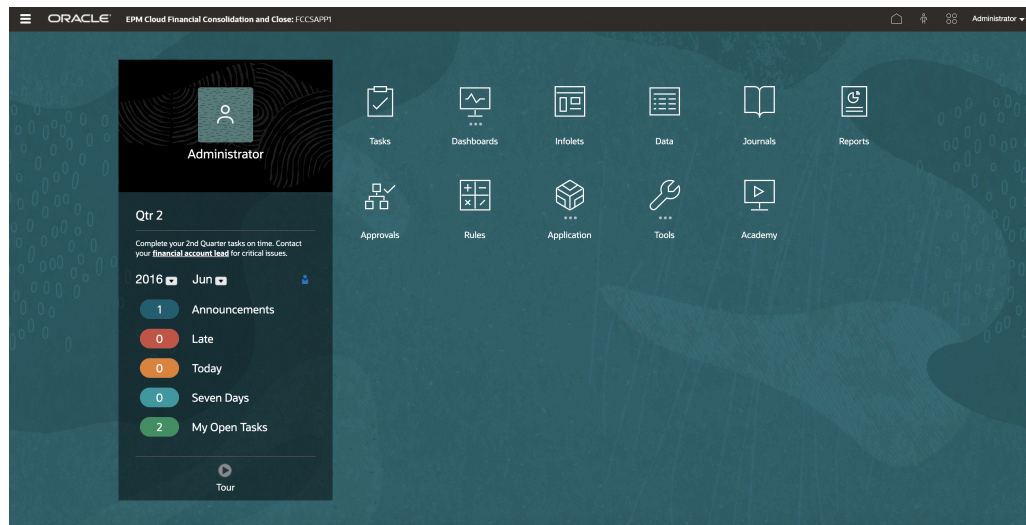 ORACLE EPM Cloud Financial Consolidation and Close: FCCSAPP1 Administrator
Administrator
Qtr 2
Complete your 2nd Quarter tasks on time. Contact
your financial account lead for critical issues.
2016 Jun
1 Announcements
0 Late
0 Today
0 Seven Days
2 My Open Tasks
Tour
Tasks Dashboards Infolets Data Journals Reports
Approvals Rules Application Tools Academy